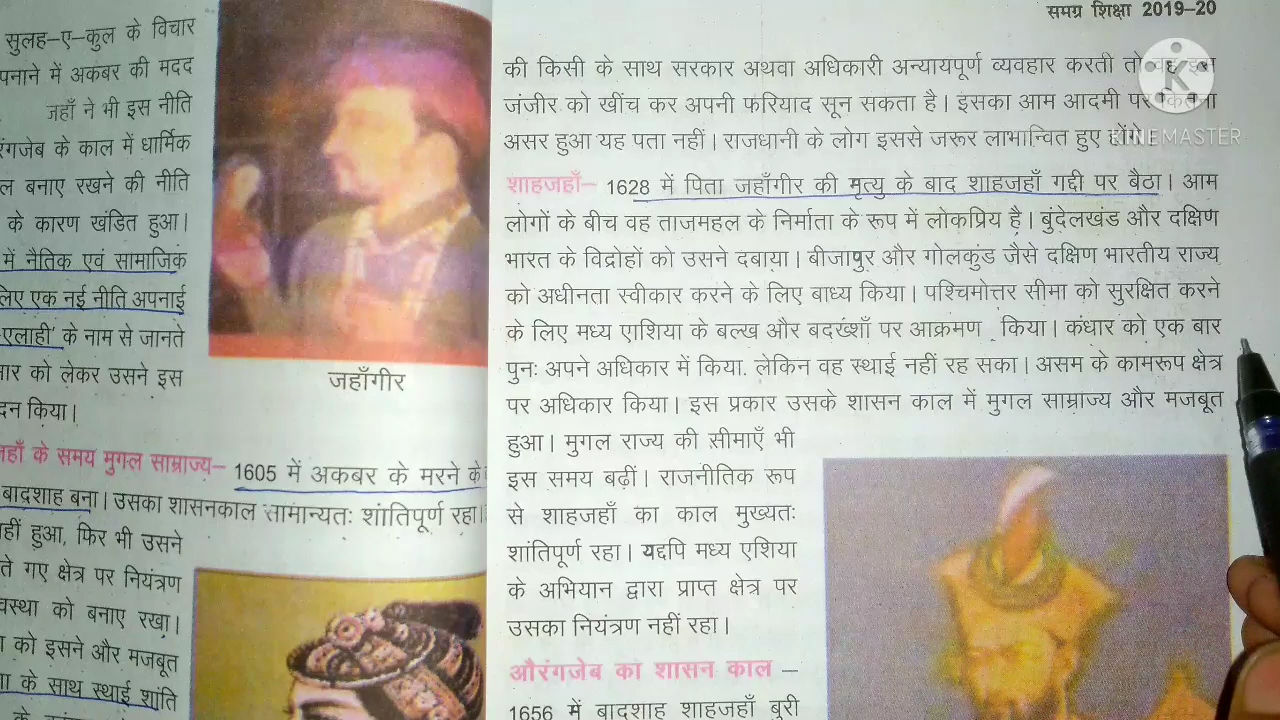 सुलह–ए–कुल के विचार
पनाने में अकबर की मदद
जहाँ ने भी इस नीति
के काल में धार्मिक
बनाए रखने की नीति
के कारण खंडित हुआ।
में नैतिक एवं सामाजिक
लिए एक नई नीति अपनाई
एलाही' के नाम से जानते
को लेकर उसने इस
किया।
जहाँगीर
के समय मुगल साम्राज्य– 1605 में अकबर के मरने के
बादशाह बना। उसका शासनकाल सामान्यतः शांतिपूर्ण रहा।
हुआ, फिर भी उसने
गए क्षेत्र पर नियंत्रण
को बनाए रखा।
को इसने और मजबूत
के साथ स्थाई शांति
समग्र शिक्षा 2019–20
की किसी के साथ सरकार अथवा अधिकारी अन्यायपूर्ण व्यवहार करती तो वह इस
जंजीर को खींच कर अपनी फरियाद सून सकता है। इसका आम आदमी पर कितना
असर हुआ यह पता नहीं। राजधानी के लोग इससे जरूर लाभान्वित हुए होंगे
KINEMASTER
शाहजहाँ– 1628 में पिता जहाँगीर की मृत्यु के बाद शाहजहाँ गद्दी पर बैठा। आम
लोगों के बीच वह ताजमहल के निर्माता के रूप में लोकप्रिय है। बुंदेलखंड और दक्षिण
भारत के विद्रोहों को उसने दबाया। बीजापुर और गोलकुंड जैसे दक्षिण भारतीय राज्य
को अधीनता स्वीकार करने के लिए बाध्य किया। पश्चिमोत्तर सीमा को सुरक्षित करने
के लिए मध्य एाशिया के बल्ख और बदख्शाँ पर आक्रमण किया। कंधार को एक बार
पुनः अपने अधिकार में किया. लेकिन वह स्थाई नहीं रह सका। असम के कामरूप क्षेत्र
पर अधिकार किया। इस प्रकार उसके शासन काल में मुगल साम्राज्य और मजबूत
हुआ। मुगल राज्य की सीमाएँ भी
इस समय बढ़ीं। राजनीतिक रूप
से शाहजहाँ का काल मुख्यतः
शांतिपूर्ण रहा। यद्दपि मध्य एशिया
के अभियान द्वारा प्राप्त क्षेत्र पर
उसका नियंत्रण नहीं रहा।
औरंगजेब का शासन काल –
1656 में बादशाह शाहजहाँ बुरी